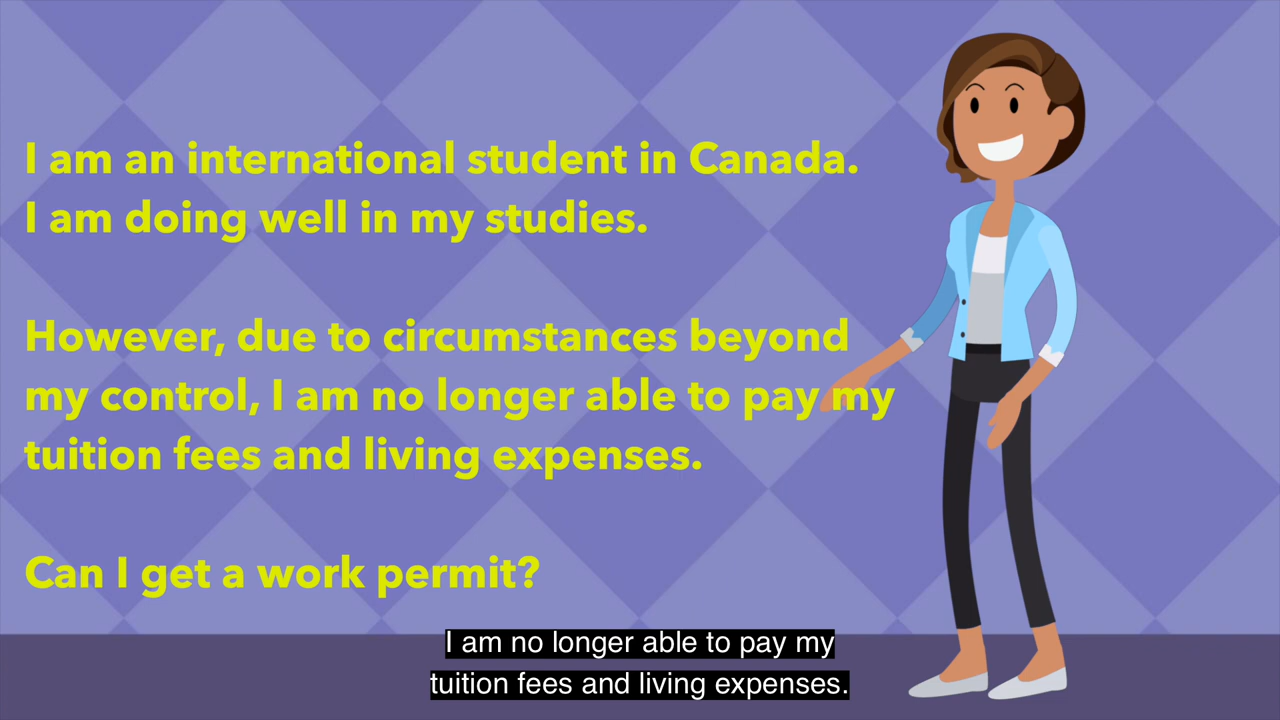 I am an international student in Canada.
I am doing well in my studies.
However, due to circumstances beyond
my control, I am no longer able to pay my
tuition fees and living expenses.
Can I get a work permit?
I am no longer able to pay my
tuition fees and living expenses.